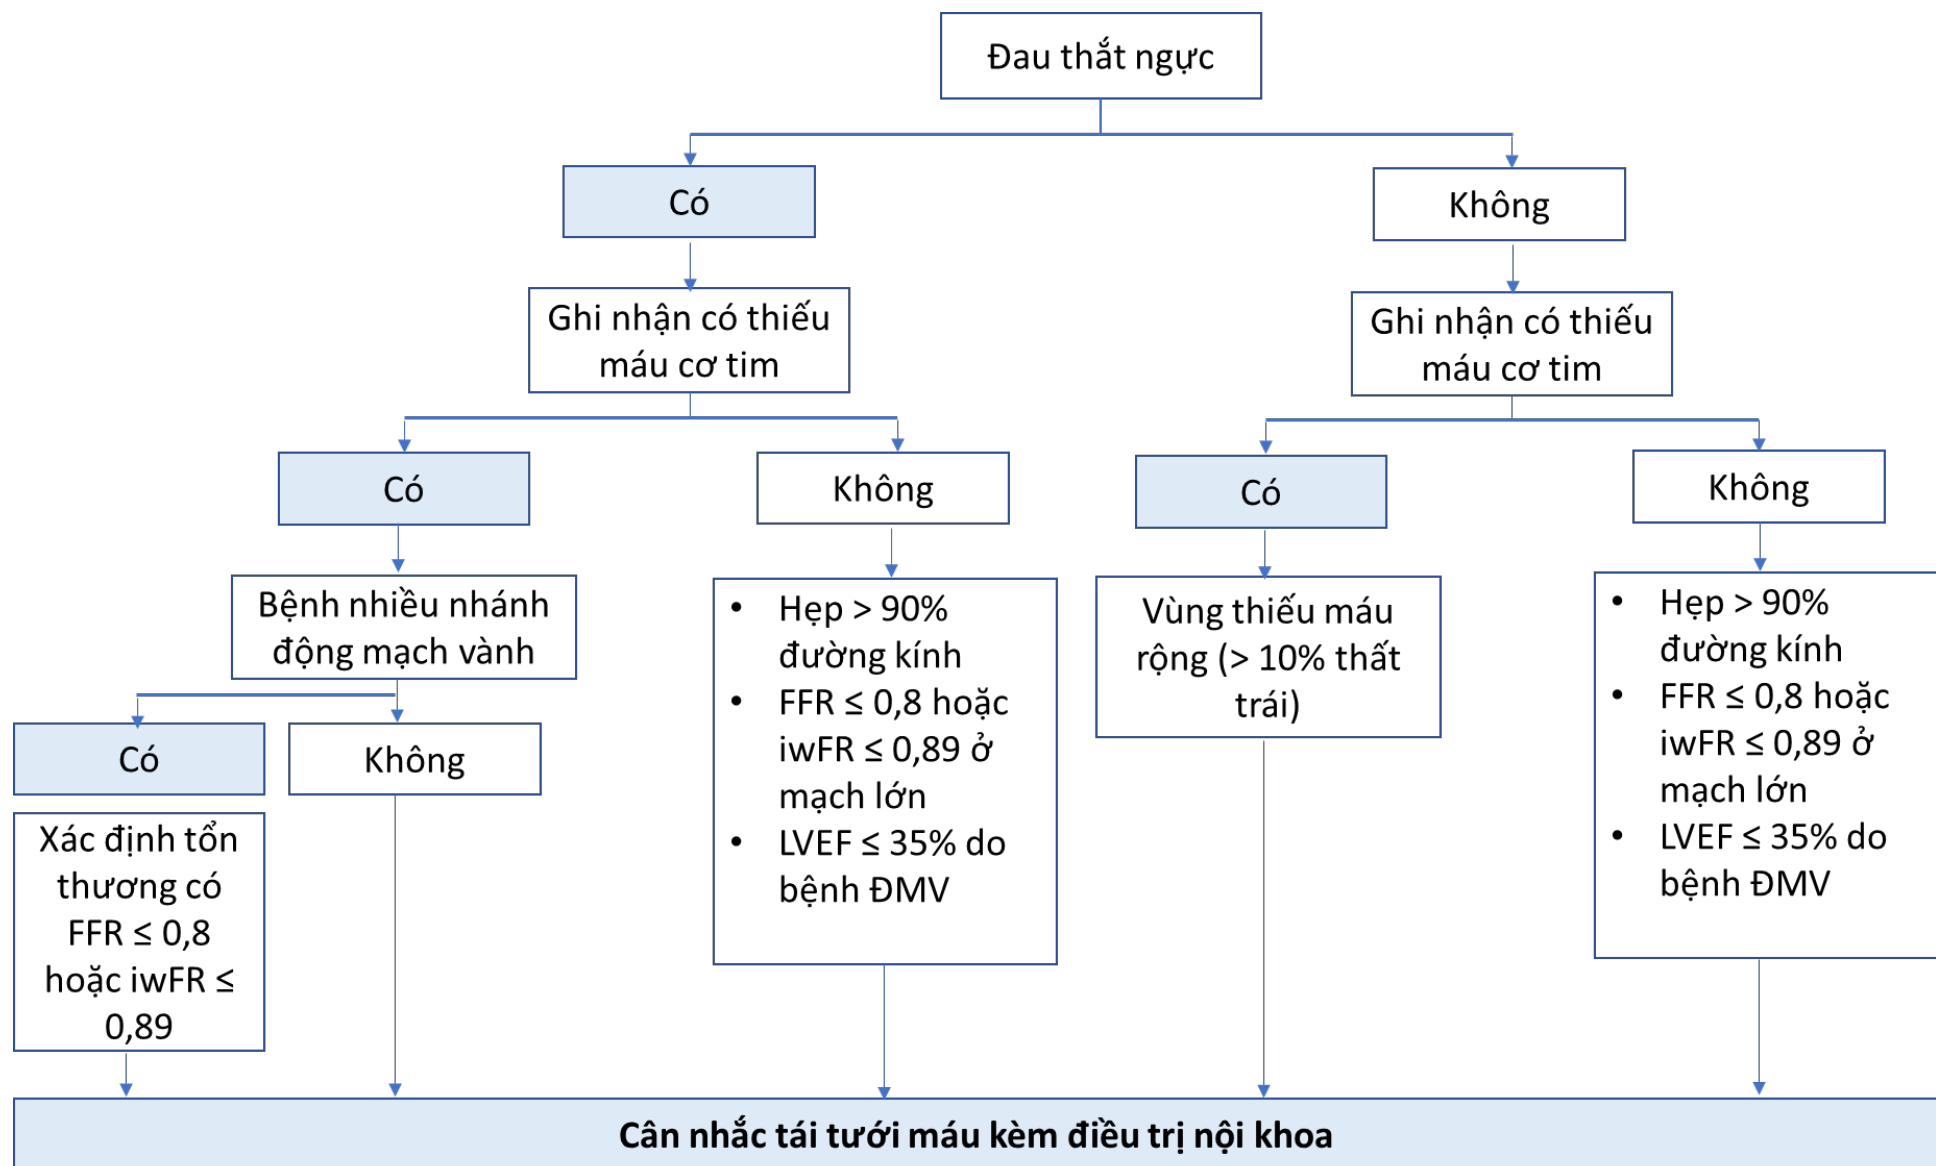 Đau thắt ngực
Có
Không
Ghi nhận có thiếu
máu cơ tim
Ghi nhận có thiếu
máu cơ tim
Có
Không
Có
Không
Bệnh nhiều nhánh
động mạch vành
Có
Không
Xác định tổn
thương có
FFR ≤ 0,8
hoặc iwFR ≤
0,89
• Hẹp > 90%
đường kính
• FFR ≤ 0,8 hoặc
iwFR ≤ 0,89 ở
mạch lớn
• LVEF ≤ 35% do
bệnh ĐMV
Vùng thiếu máu
rộng (> 10% thất
trái)
• Hẹp > 90%
đường kính
• FFR ≤ 0,8 hoặc
iwFR ≤ 0,89 ở
mạch lớn
• LVEF ≤ 35% do
bệnh ĐMV
Cân nhắc tái tưới máu kèm điều trị nội khoa